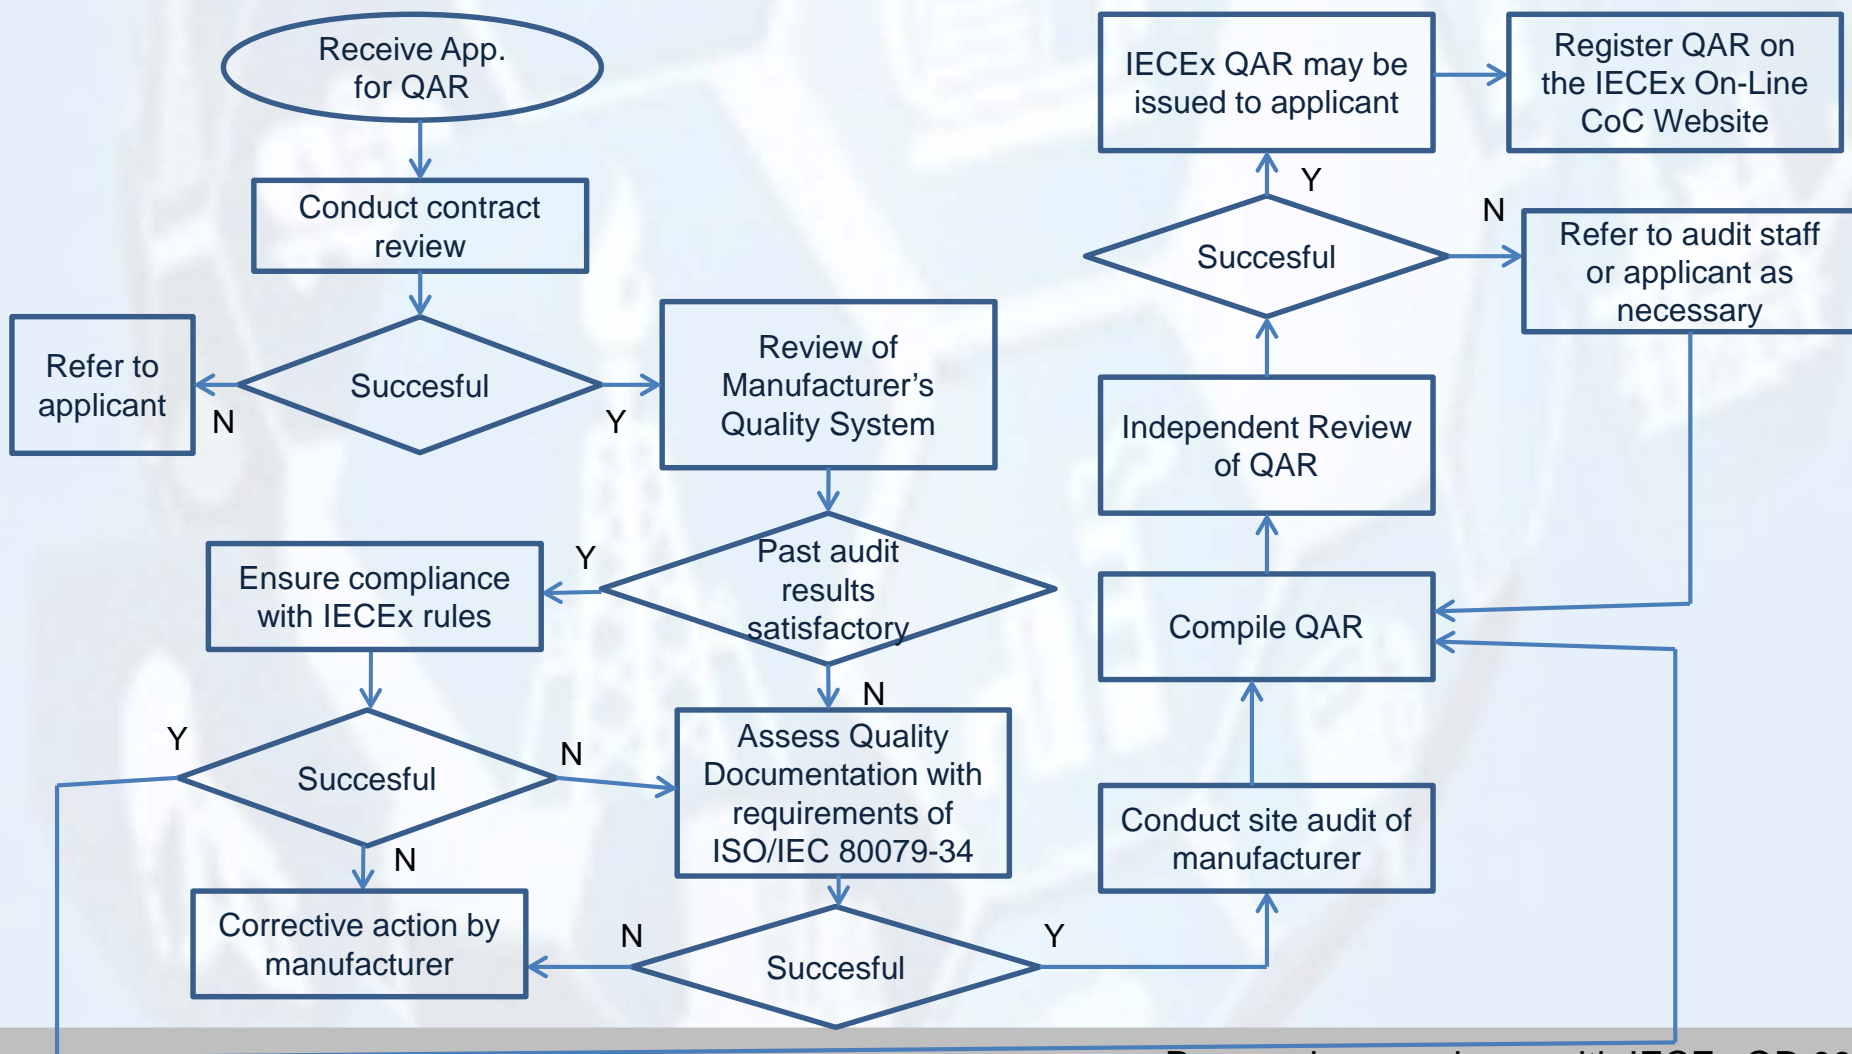 Receive App.
for QAR
Conduct contract
review
Succesful
N
Refer to
applicant
Y
Review of
Manufacturer's
Quality System
Past audit
results
satisfactory
Y
Ensure compliance
with IECEx rules
N
Succesful
Y
N
N
Assess Quality
Documentation with
requirements of
ISO/IEC 80079-34
Corrective action by
manufacturer
N
Succesful
Y
Conduct site audit of
manufacturer
Compile QAR
Independent Review
of QAR
Succesful
Y
N
IECEx QAR may be
issued to applicant
Register QAR on
the IECEx On-Line
CoC Website
Refer to audit staff
or applicant as
necessary